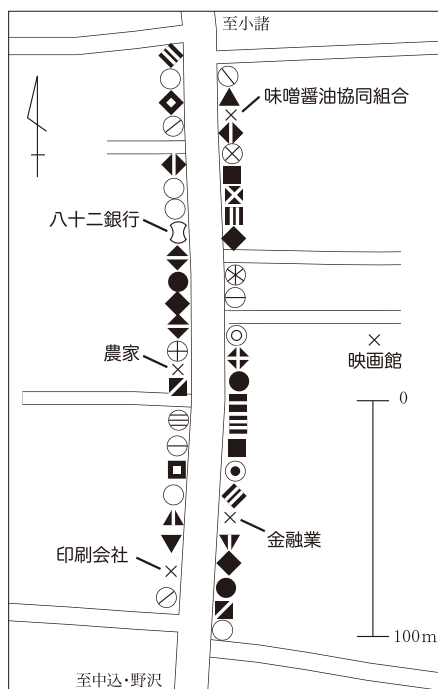 至小諸
味噌醤油協同組合
八十二銀行
農家
映画館
0
金融業
印刷会社
100m
至中込・野沢